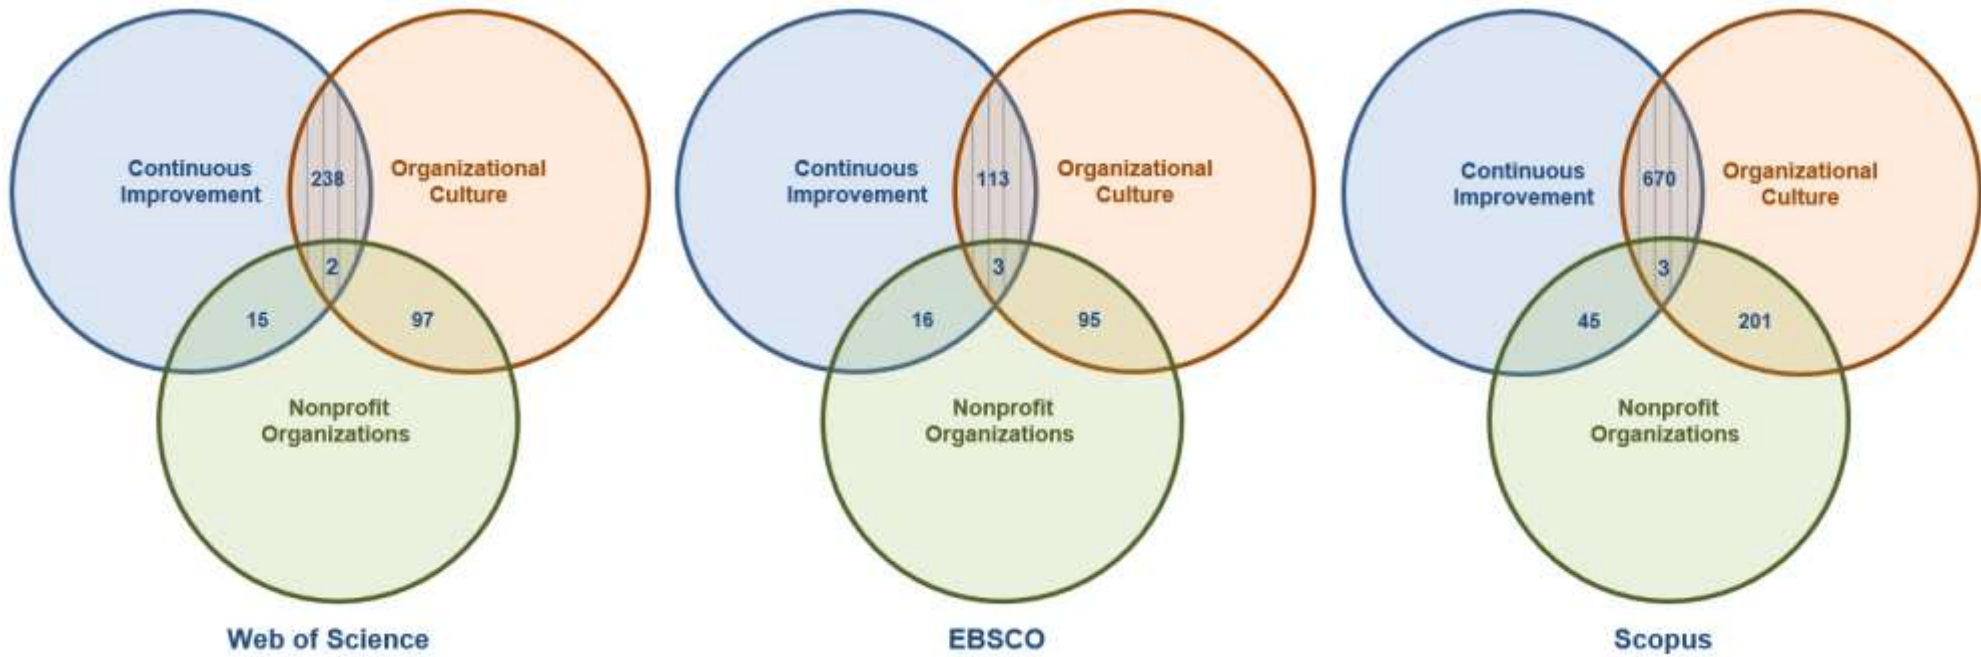 Continuous
Improvement
238
Organizational
Culture
2
15
97
Nonprofit
Organizations
Web of Science
Continuous
Improvement
113
Organizational
Culture
3
16
95
Nonprofit
Organizations
EBSCO
Continuous
Improvement
670
Organizational
Culture
3
45
201
Nonprofit
Organizations
Scopus